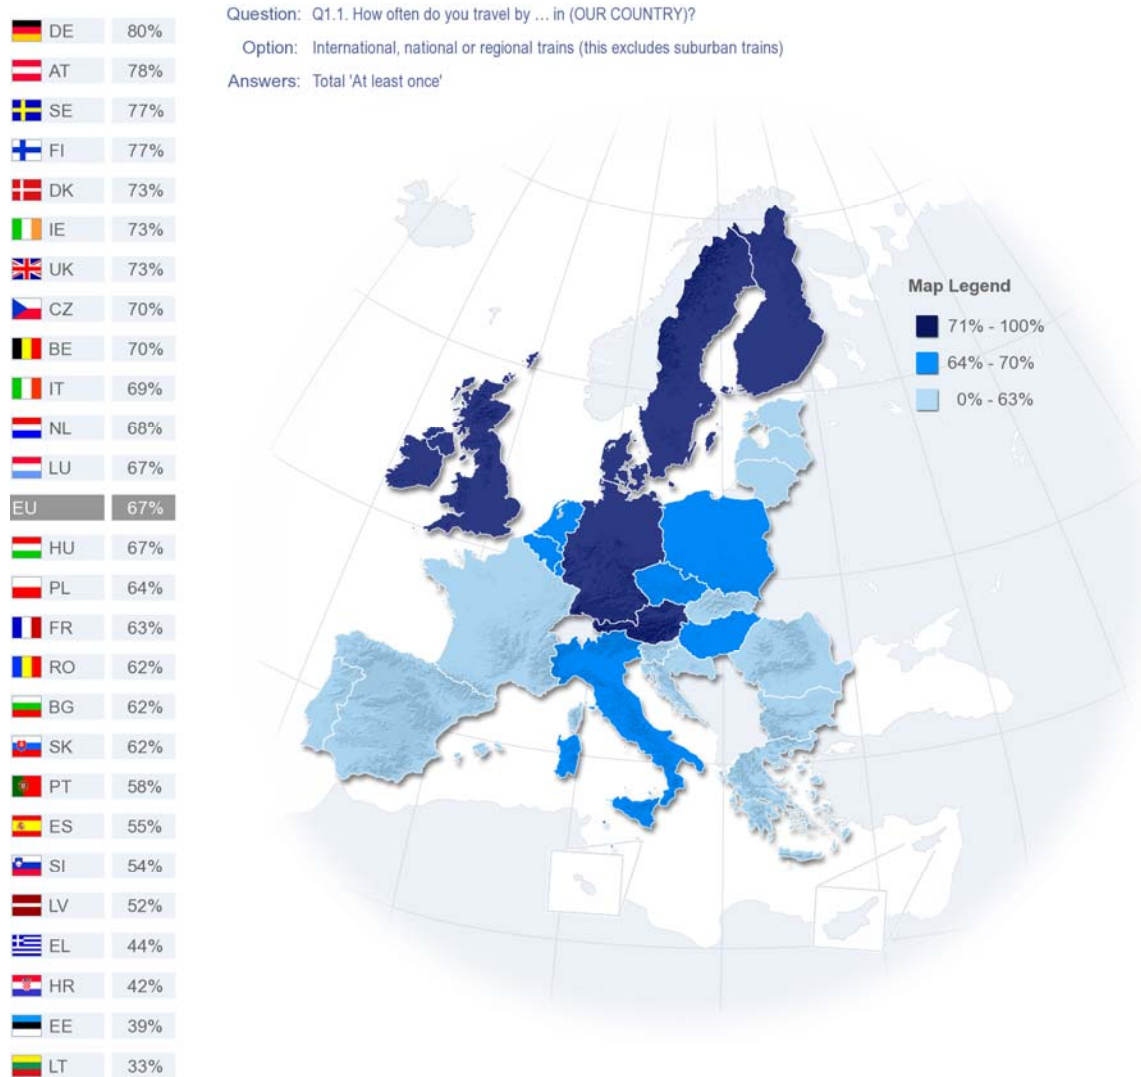 Question: Q1.1. How often do you travel by … in (OUR COUNTRY)?
Option: International, national or regional trains (this excludes suburban trains)
Answers: Total 'At least once'
DE 80%
AT 78%
SE 77%
FI 77%
DK 73%
IE 73%
UK 73%
CZ 70%
BE 70%
IT 69%
NL 68%
LU 67%
EU 67%
HU 67%
PL 64%
FR 63%
RO 62%
BG 62%
SK 62%
PT 58%
ES 55%
SI 54%
LV 52%
EL 44%
HR 42%
EE 39%
LT 33%
Map Legend
71% - 100%
64% - 70%
0% - 63%